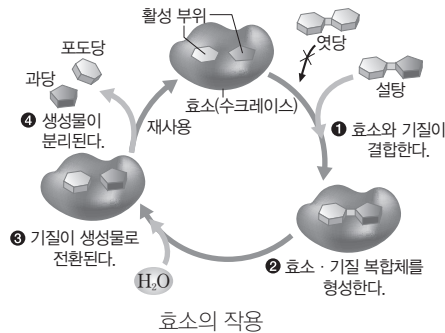 활성 부위
엿당
포도당
과당
설탕
효소(수크레이스)
❹ 생성물이
분리된다.
재사용
❶ 효소와 기질이
결합한다.
❸ 기질이 생성물로
전환된다.
H₂O
❷ 효소·기질 복합체를
형성한다.
효소의 작용